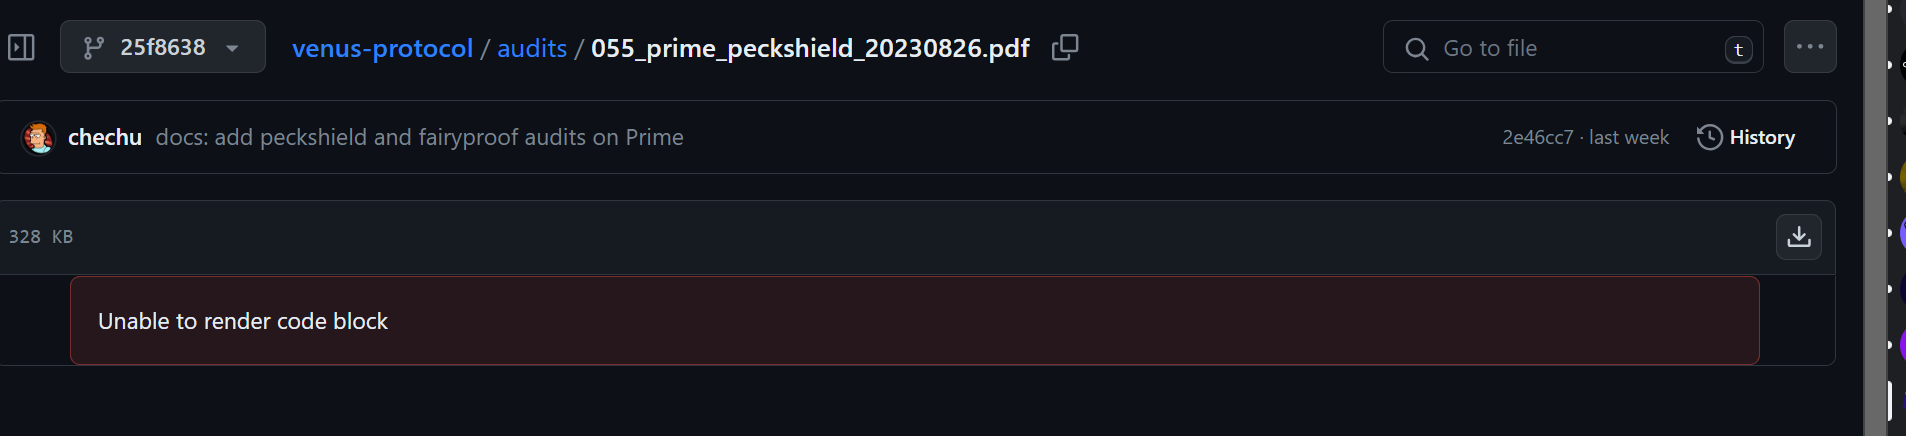 25f8638 venus-protocol / audits / 055_prime_peckshield_20230826.pdf Go to file t
chechu docs: add peckshield and fairyproof audits on Prime 2e46cc7 · last week History
328 KB
Unable to render code block